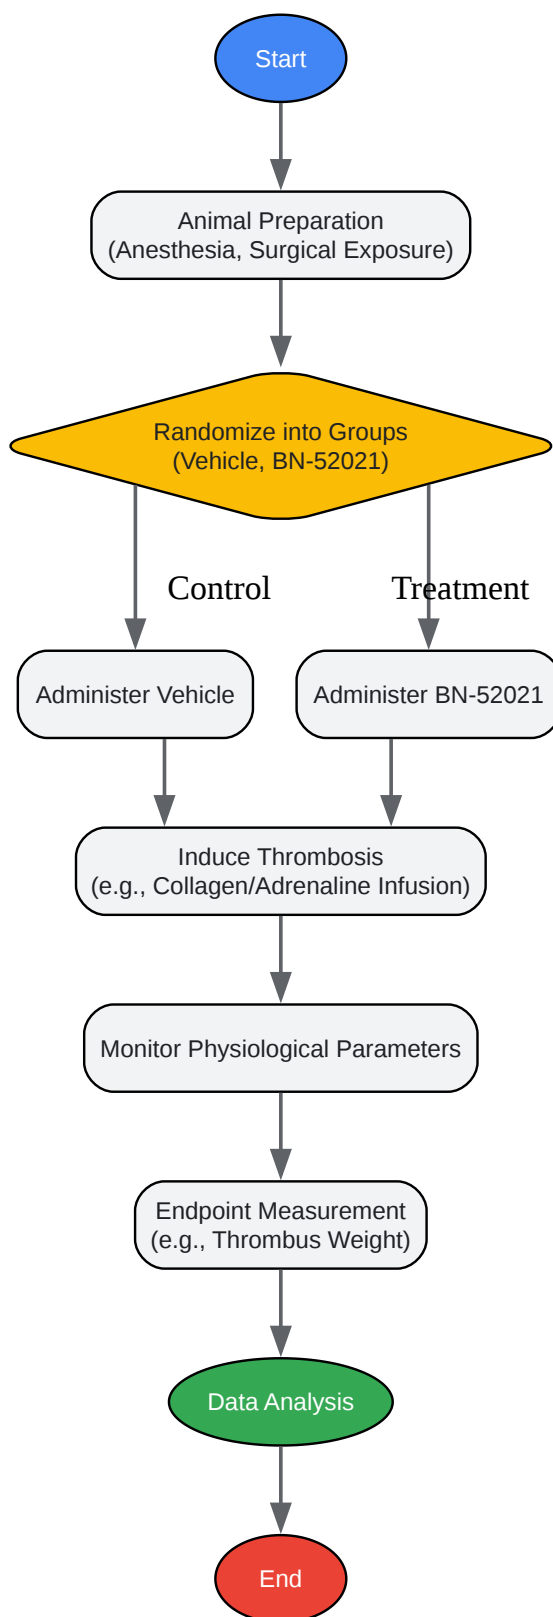 Start
Animal Preparation
(Anesthesia, Surgical Exposure)
Randomize into Groups
(Vehicle, BN-52021)
Control
Treatment
Administer Vehicle
Administer BN-52021
Induce Thrombosis
(e.g., Collagen/Adrenaline Infusion)
Monitor Physiological Parameters
Endpoint Measurement
(e.g., Thrombus Weight)
Data Analysis
End